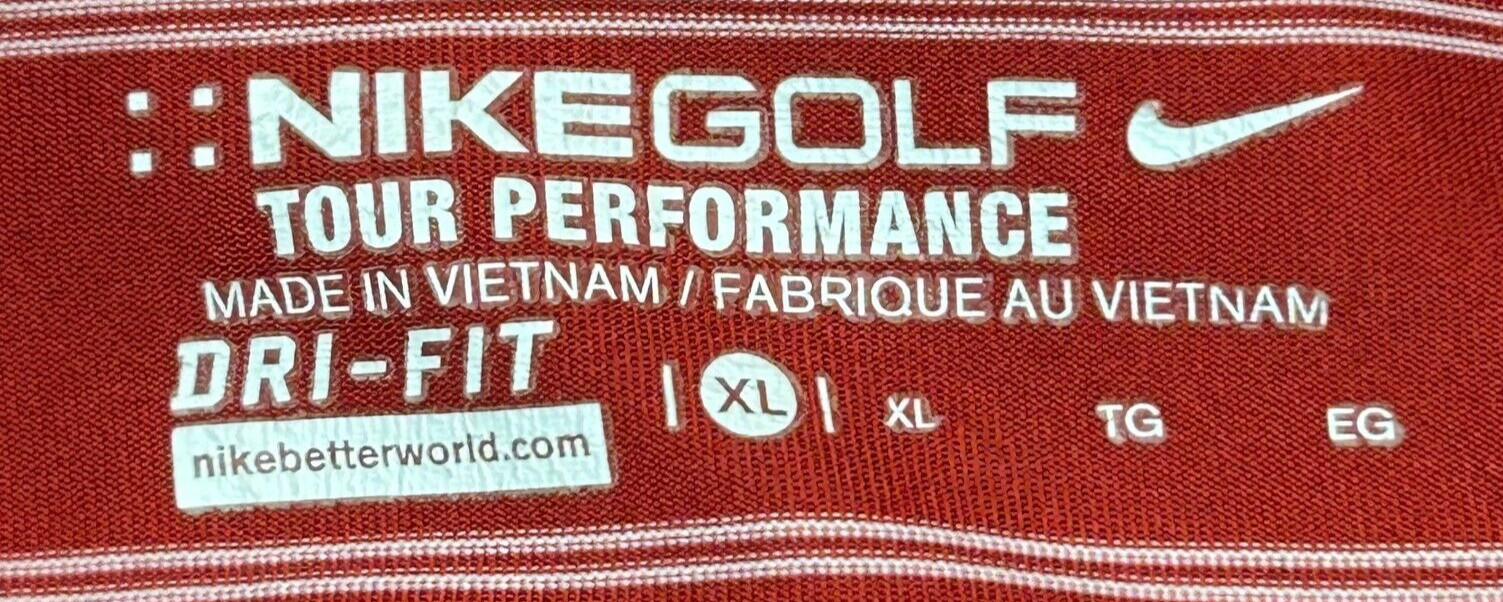 NIKEGOLF
TOUR PERFORMANCE
MADE IN VIETNAM / FABRIQUE AU VIETNAM
DRI-FIT
| XL | XL TG EG
nikebetterworld.com